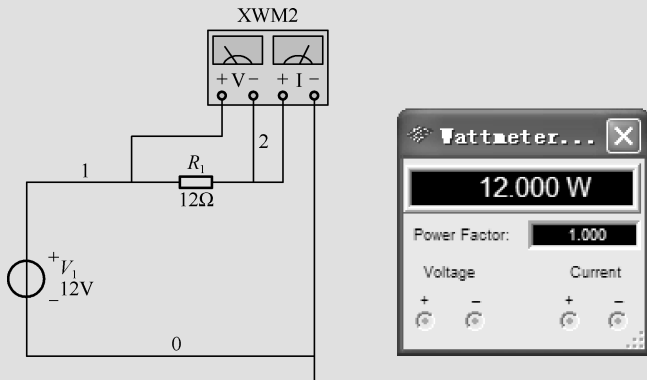 XWM2
+ V − + I −
2
1
R₁
12Ω
+
V₁
−12V
0
Wattmeter...
12.000 W
Power Factor: 1.000
Voltage Current
+ − + −